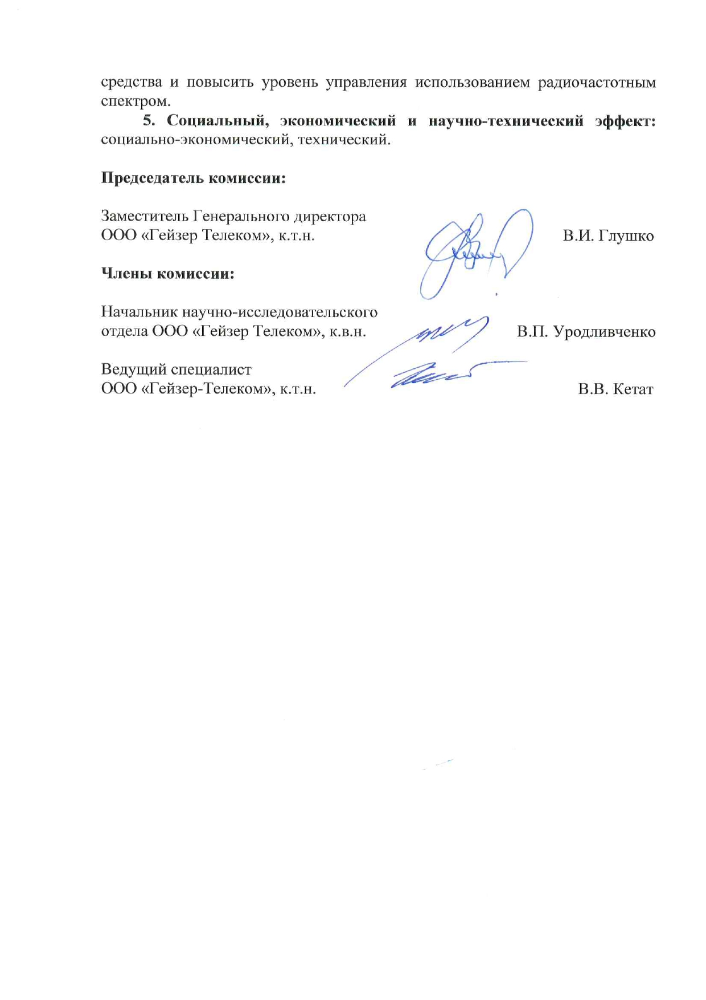 средства и повысить уровень управления использованием радиочастотным
спектром.
5. Социальный, экономический и научно-технический эффект:
социально-экономический, технический.
Председатель комиссии:
Заместитель Генерального директора
ООО «Гейзер Телеком», к.т.н. В.И. Глушко
Члены комиссии:
Начальник научно-исследовательского
отдела ООО «Гейзер Телеком», к.в.н. В.П. Уродливченко
Ведущий специалист
ООО «Гейзер-Телеком», к.т.н. В.В. Кетат